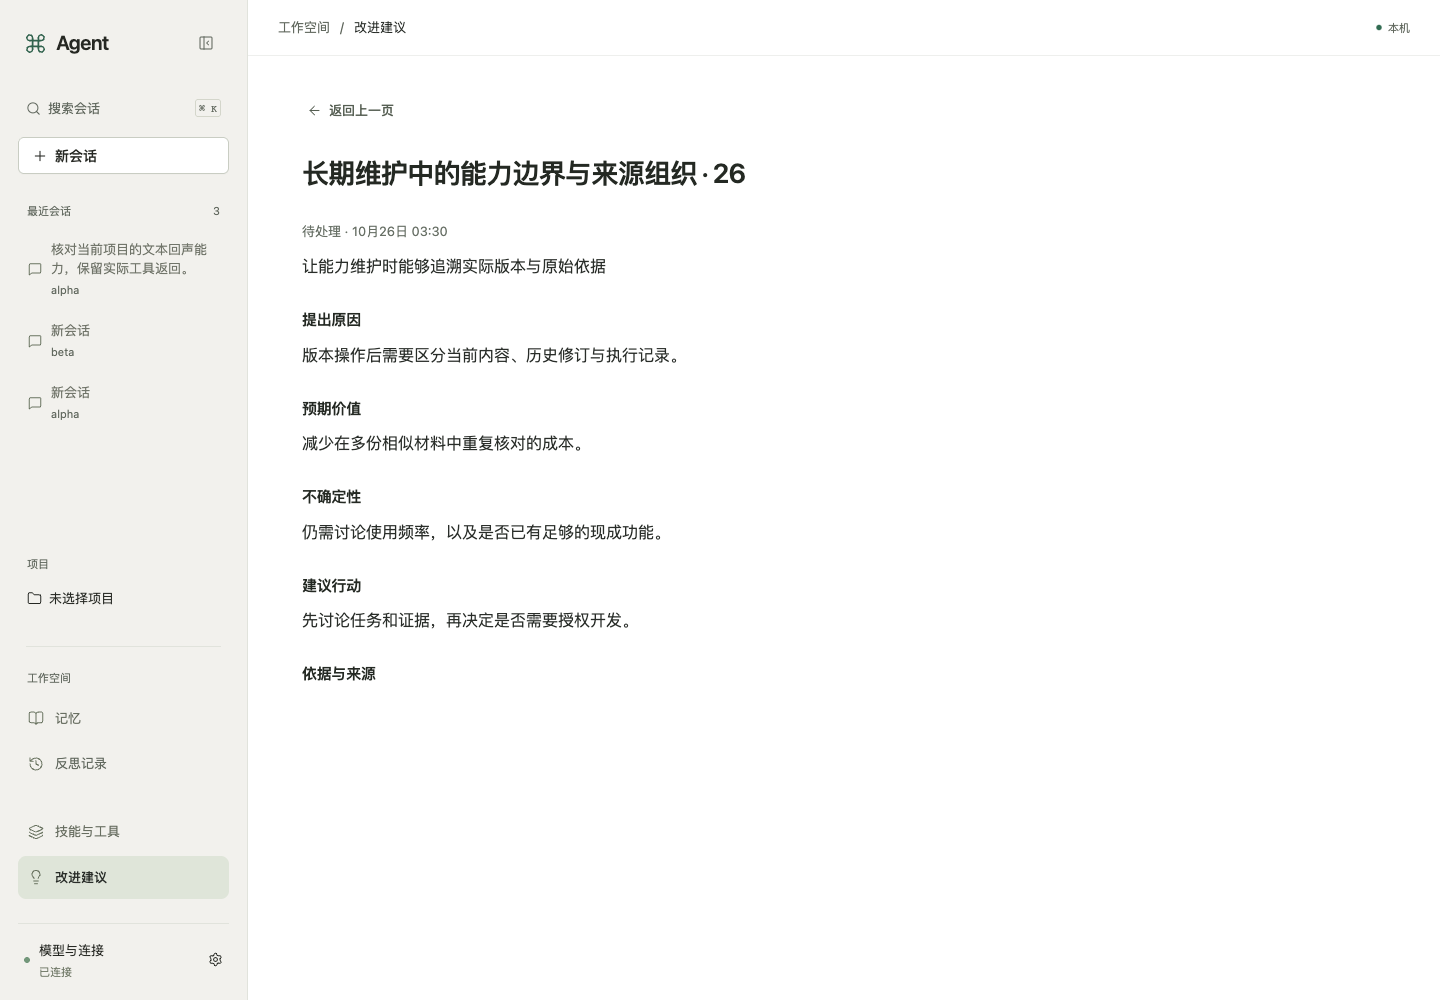 Agent
搜索会话
⌘ K
新会话
最近会话 3
核对当前项目的文本回声能
力，保留实际工具返回。
alpha
新会话
beta
新会话
alpha
项目
未选择项目
工作空间
记忆
反思记录
技能与工具
改进建议
模型与连接
已连接
工作空间 / 改进建议
本机
返回上一页
长期维护中的能力边界与来源组织 · 26
待处理 · 10月26日 03:30
让能力维护时能够追溯实际版本与原始依据
提出原因
版本操作后需要区分当前内容、历史修订与执行记录。
预期价值
减少在多份相似材料中重复核对的成本。
不确定性
仍需讨论使用频率，以及是否已有足够的现成功能。
建议行动
先讨论任务和证据，再决定是否需要授权开发。
依据与来源